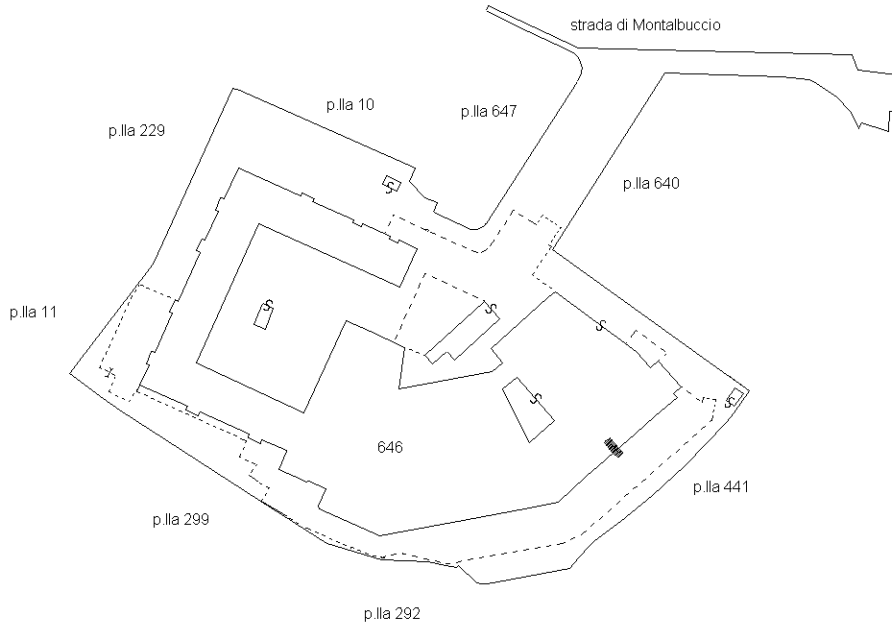 strada di Montalbuccio
p.lla 10
p.lla 647
p.lla 229
p.lla 640
p.lla 11
646
p.lla 441
p.lla 299
p.lla 292